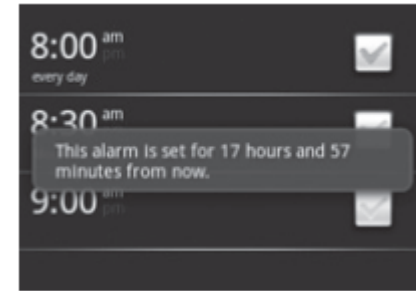 8:00 am
pm
every day
8:30 am
This alarm is set for 17 hours and 57
minutes from now.
9:00 am
pm